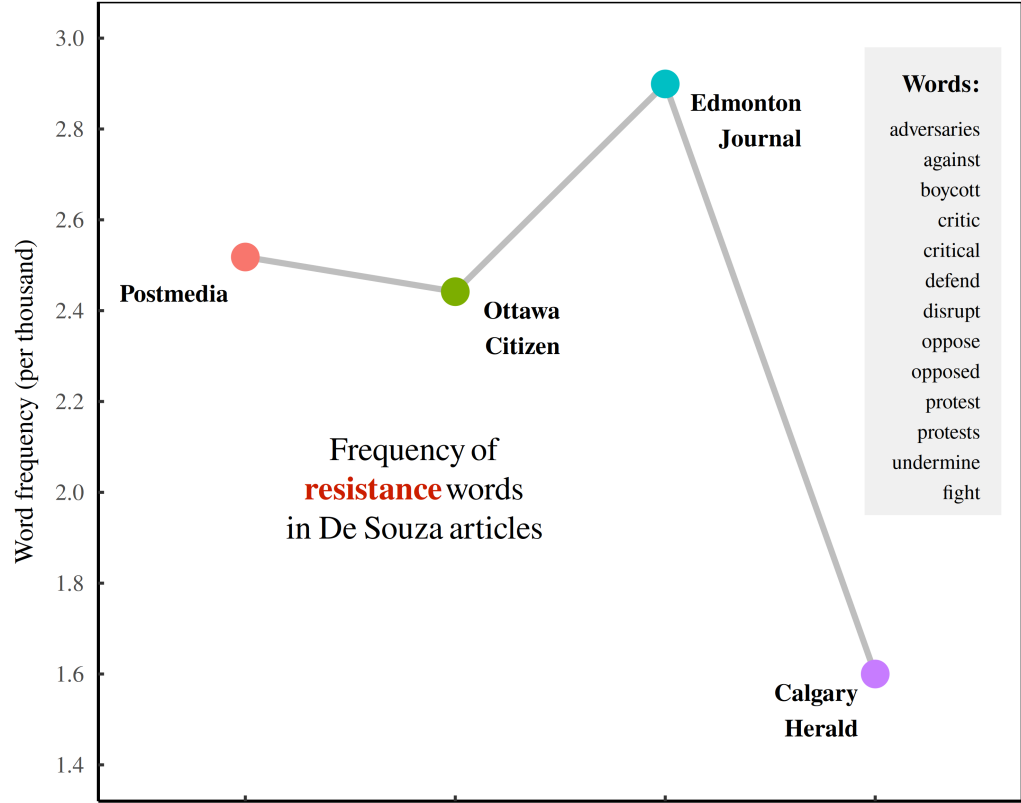 3.0
2.8
2.6
2.4
2.2
2.0
1.8
1.6
1.4
Word frequency (per thousand)
Postmedia
Ottawa
Citizen
Edmonton
Journal
Calgary
Herald
Frequency of
resistance words
in De Souza articles
Words:
adversaries
against
boycott
critic
critical
defend
disrupt
oppose
opposed
protest
protests
undermine
fight